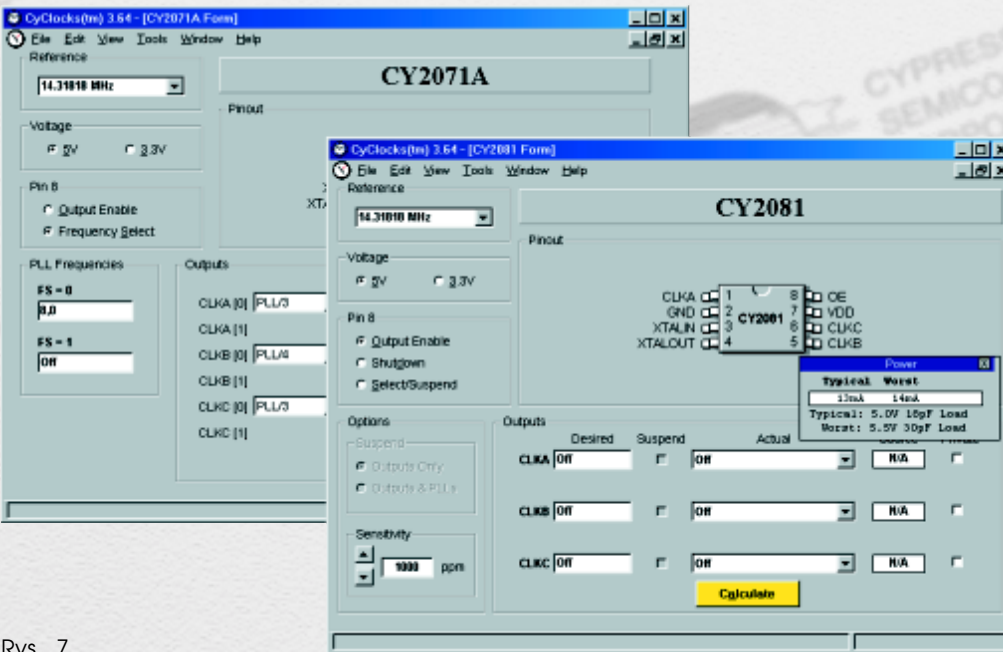 CyClocks(tm) 3.64 - [CY2071A Form]
File Edit View Tools Window Help
Reference
14.31818 MHz
CY2071A
Pinout
Voltage
5V 3.3V
Pin 8
Output Enable
Frequency Select
PLL Frequencies
FS = 0
FS = 1
Off
Outputs
CLKA [0] PLL/3
CLKA [1]
CLKB [0] PLL/4
CLKB [1]
CLKC [0] PLL/3
CLKC [1]
CyClocks(tm) 3.64 - [CY2081 Form]
File Edit View Tools Window Help
Reference
14.31818 MHz
CY2081
Pinout
Voltage
5V 3.3V
Pin 8
Output Enable
Shutdown
Select/Suspend
CLKA 1 8 OE
GND 2 7 VDD
XTALIN 3 6 CLKC
XTALOUT 4 5 CLKB
CY2081
Power
Typical Worst
13mA 14mA
Typical: 5.0V 18pF Load
Worst: 5.5V 30pF Load
Options
Suspend
Outputs Only
Outputs & PLLs
Sensitivity
1000 ppm
Outputs
Desired Suspend Actual
CLKA Off Off N/A
CLKB Off Off N/A
CLKC Off Off N/A
Calculate
CYPRESS
Rys. 7